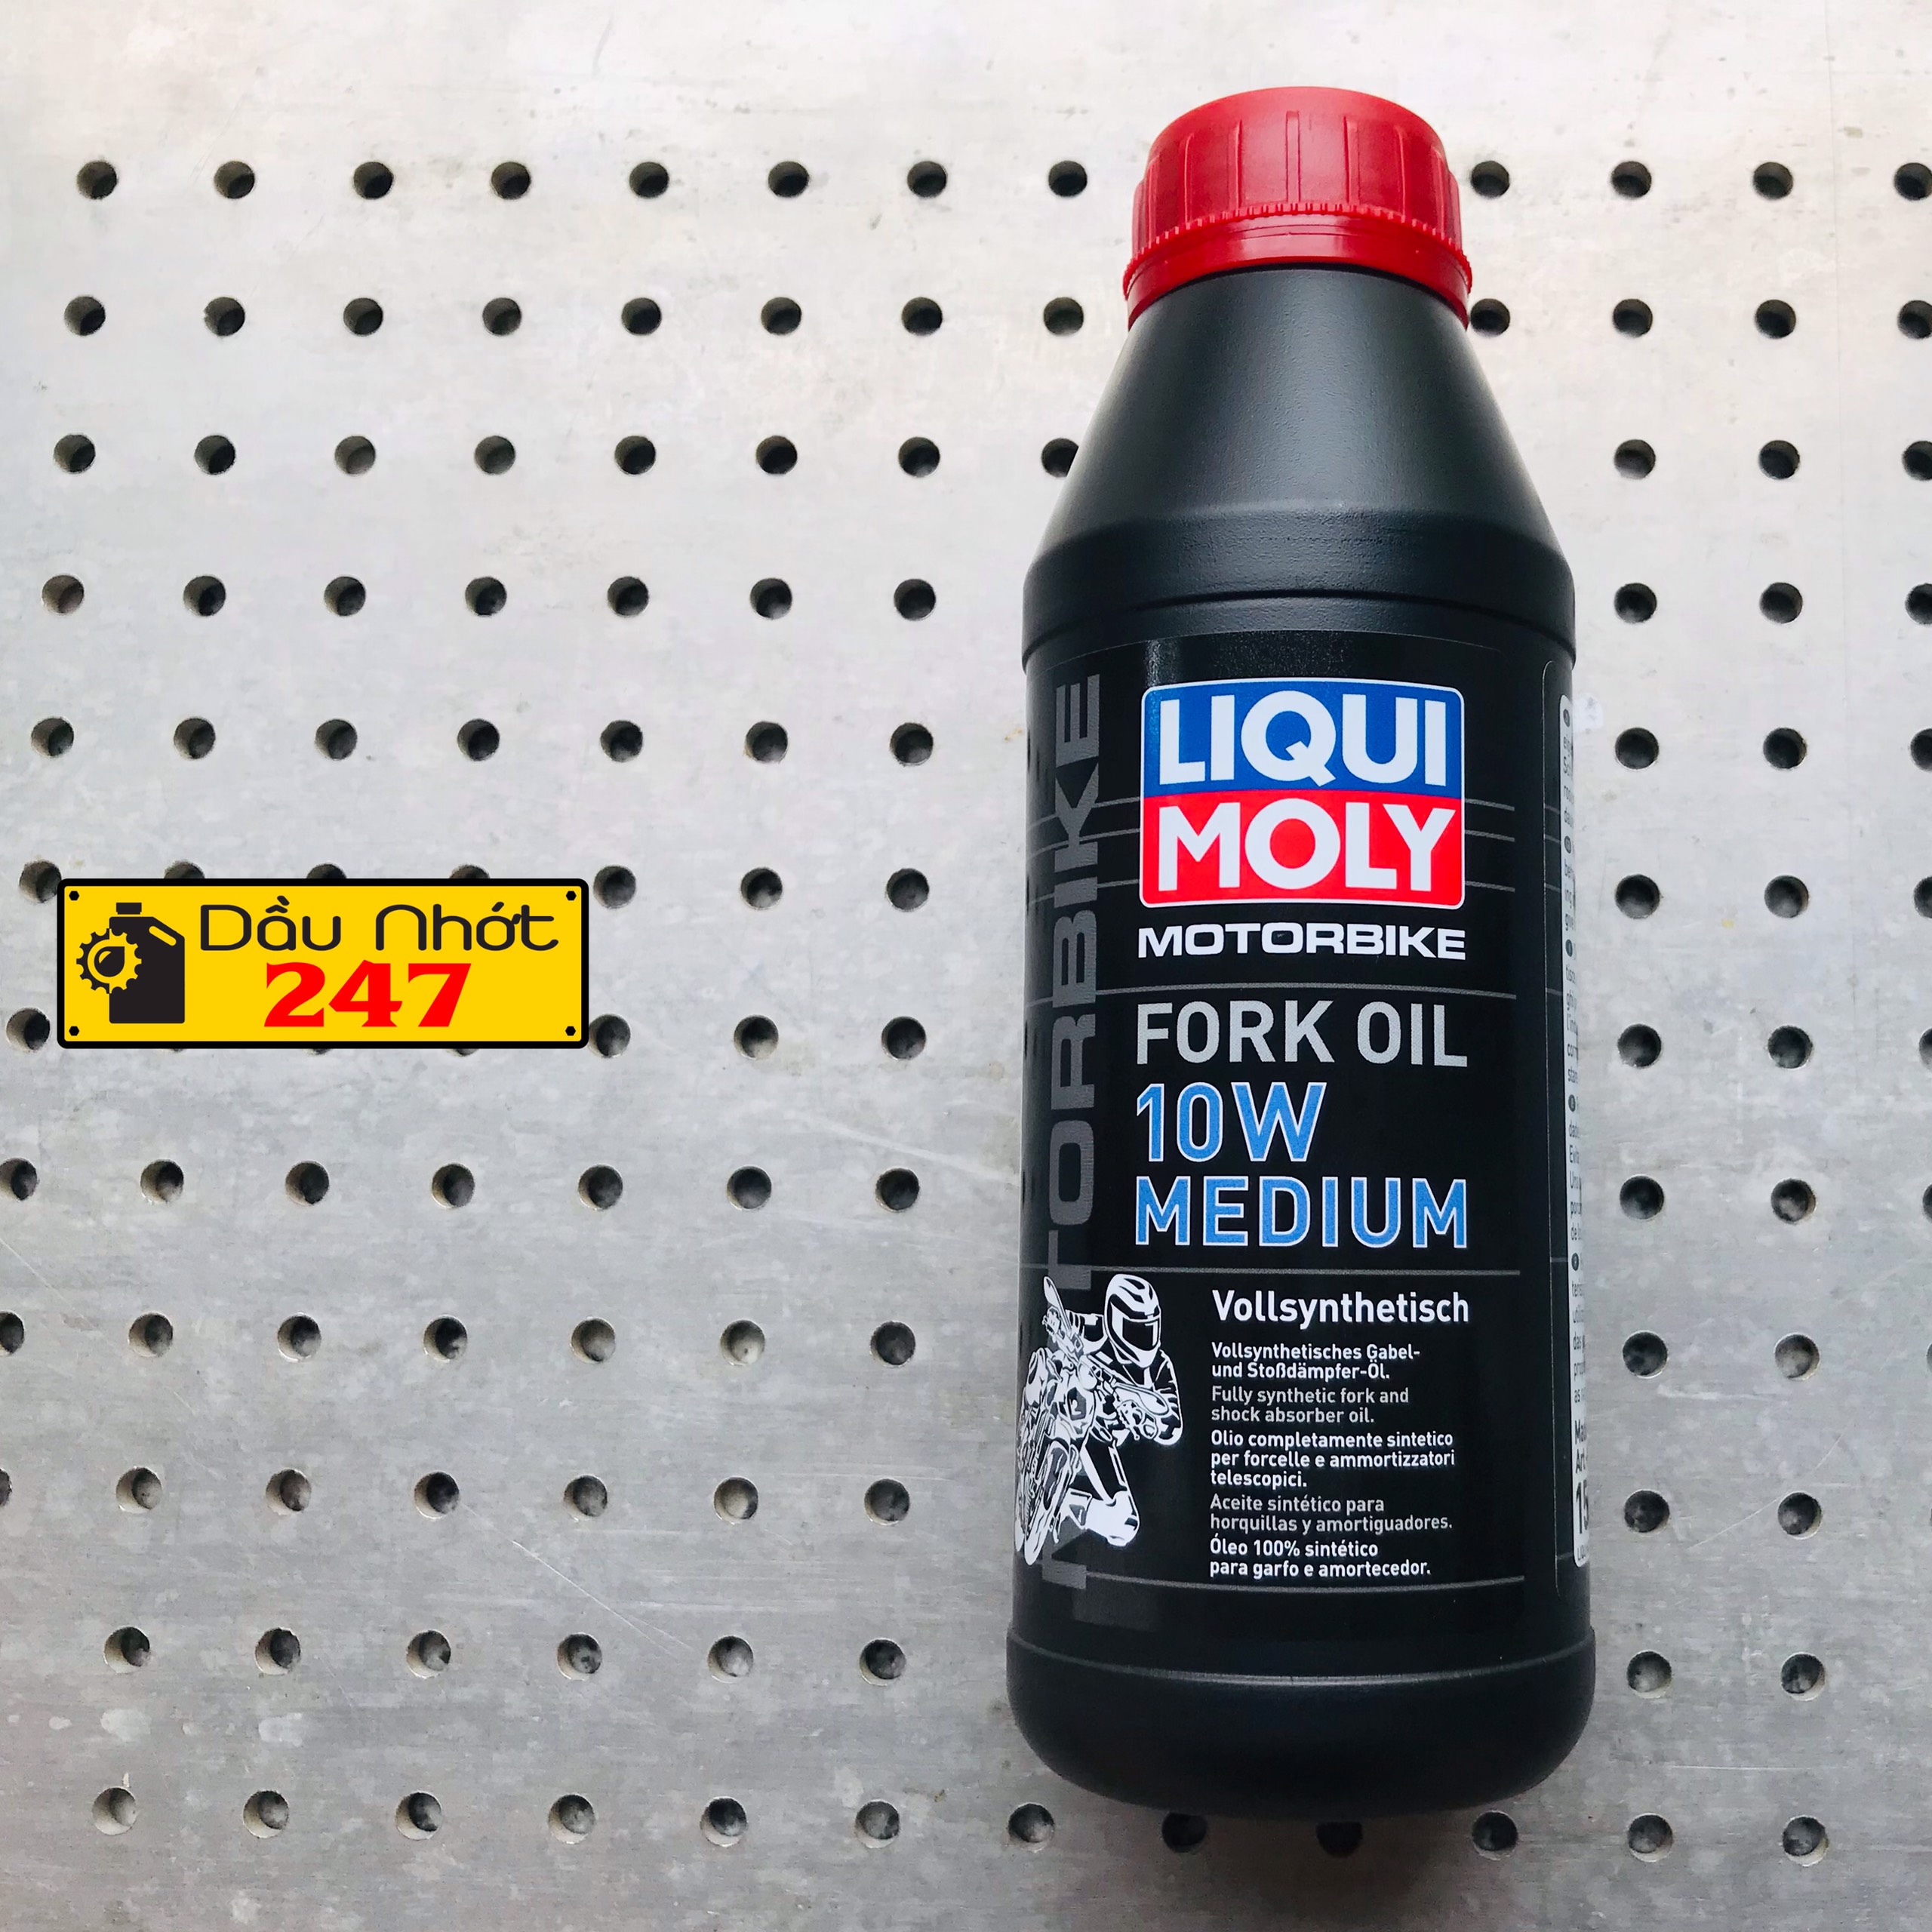 Dầu Nhớt
247
LIQUI
MOLY
MOTORBIKE
MOTORBIKE
FORK OIL
10W
MEDIUM
Vollsynthetisch
Vollsynthetisches Gabel-
und Stoßdämpfer-Öl.
Fully synthetic fork and
shock absorber oil.
Olio completamente sintetico
per forcelle e ammortizzatori
telescopici.
Aceite sintético para
horquillas y amortiguadores.
Óleo 100% sintético
para garfo e amortecedor.